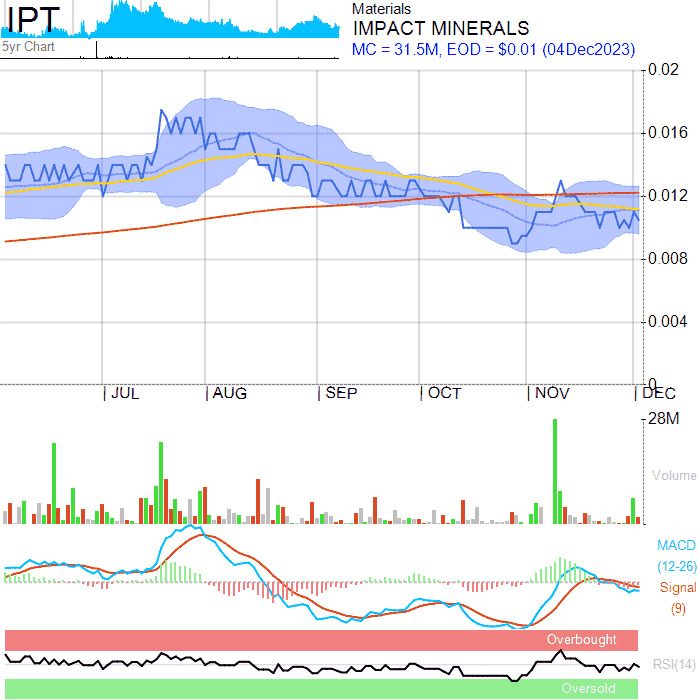 IPT
5yr Chart
Materials
IMPACT MINERALS
MC = 31.5M, EOD = $0.01 (04Dec2023)
0.02
0.016
0.012
0.008
0.004
0
JUL AUG SEP OCT NOV DEC
28M
Volume
MACD
(12-26)
Signal
(9)
Overbought
RSI(14)
Oversold